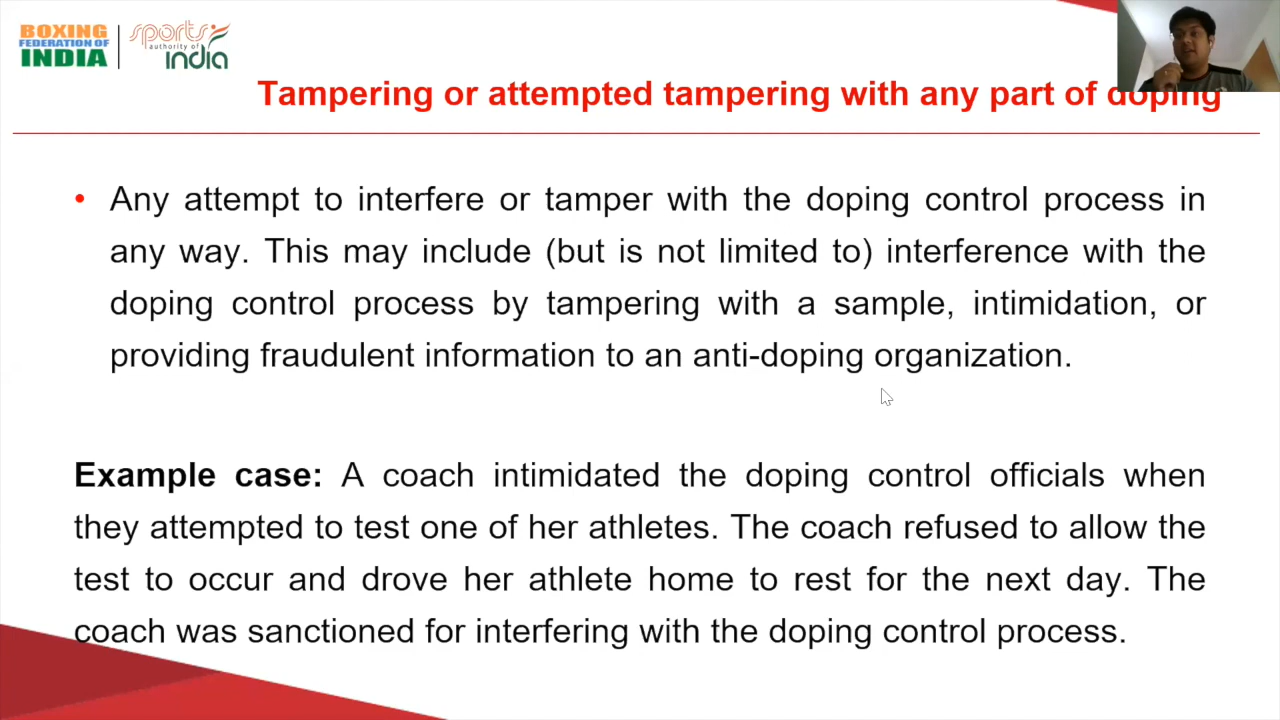 BOXING
FEDERATION OF
INDIA
sports
authority of
india
Tampering or attempted tampering with any part of doping
• Any attempt to interfere or tamper with the doping control process in
any way. This may include (but is not limited to) interference with the
doping control process by tampering with a sample, intimidation, or
providing fraudulent information to an anti-doping organization.
Example case: A coach intimidated the doping control officials when
they attempted to test one of her athletes. The coach refused to allow the
test to occur and drove her athlete home to rest for the next day. The
coach was sanctioned for interfering with the doping control process.